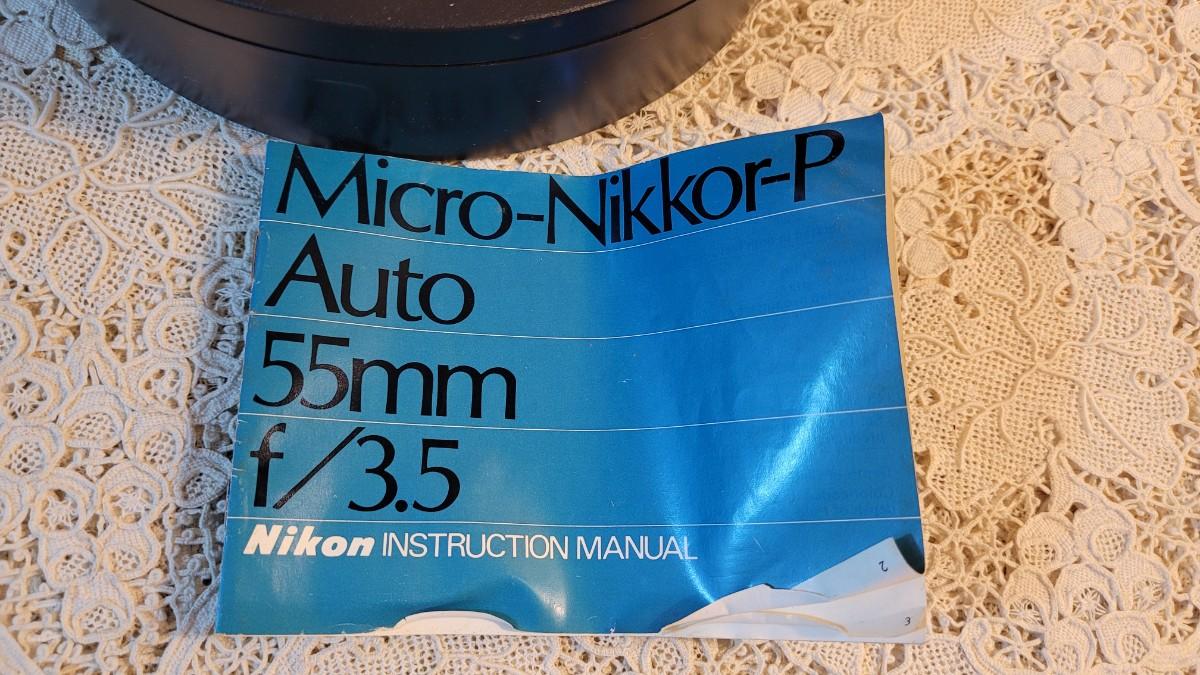 Micro-Nikkor-P
Auto
55mm
f/3.5
Nikon INSTRUCTION MANUAL
2
3